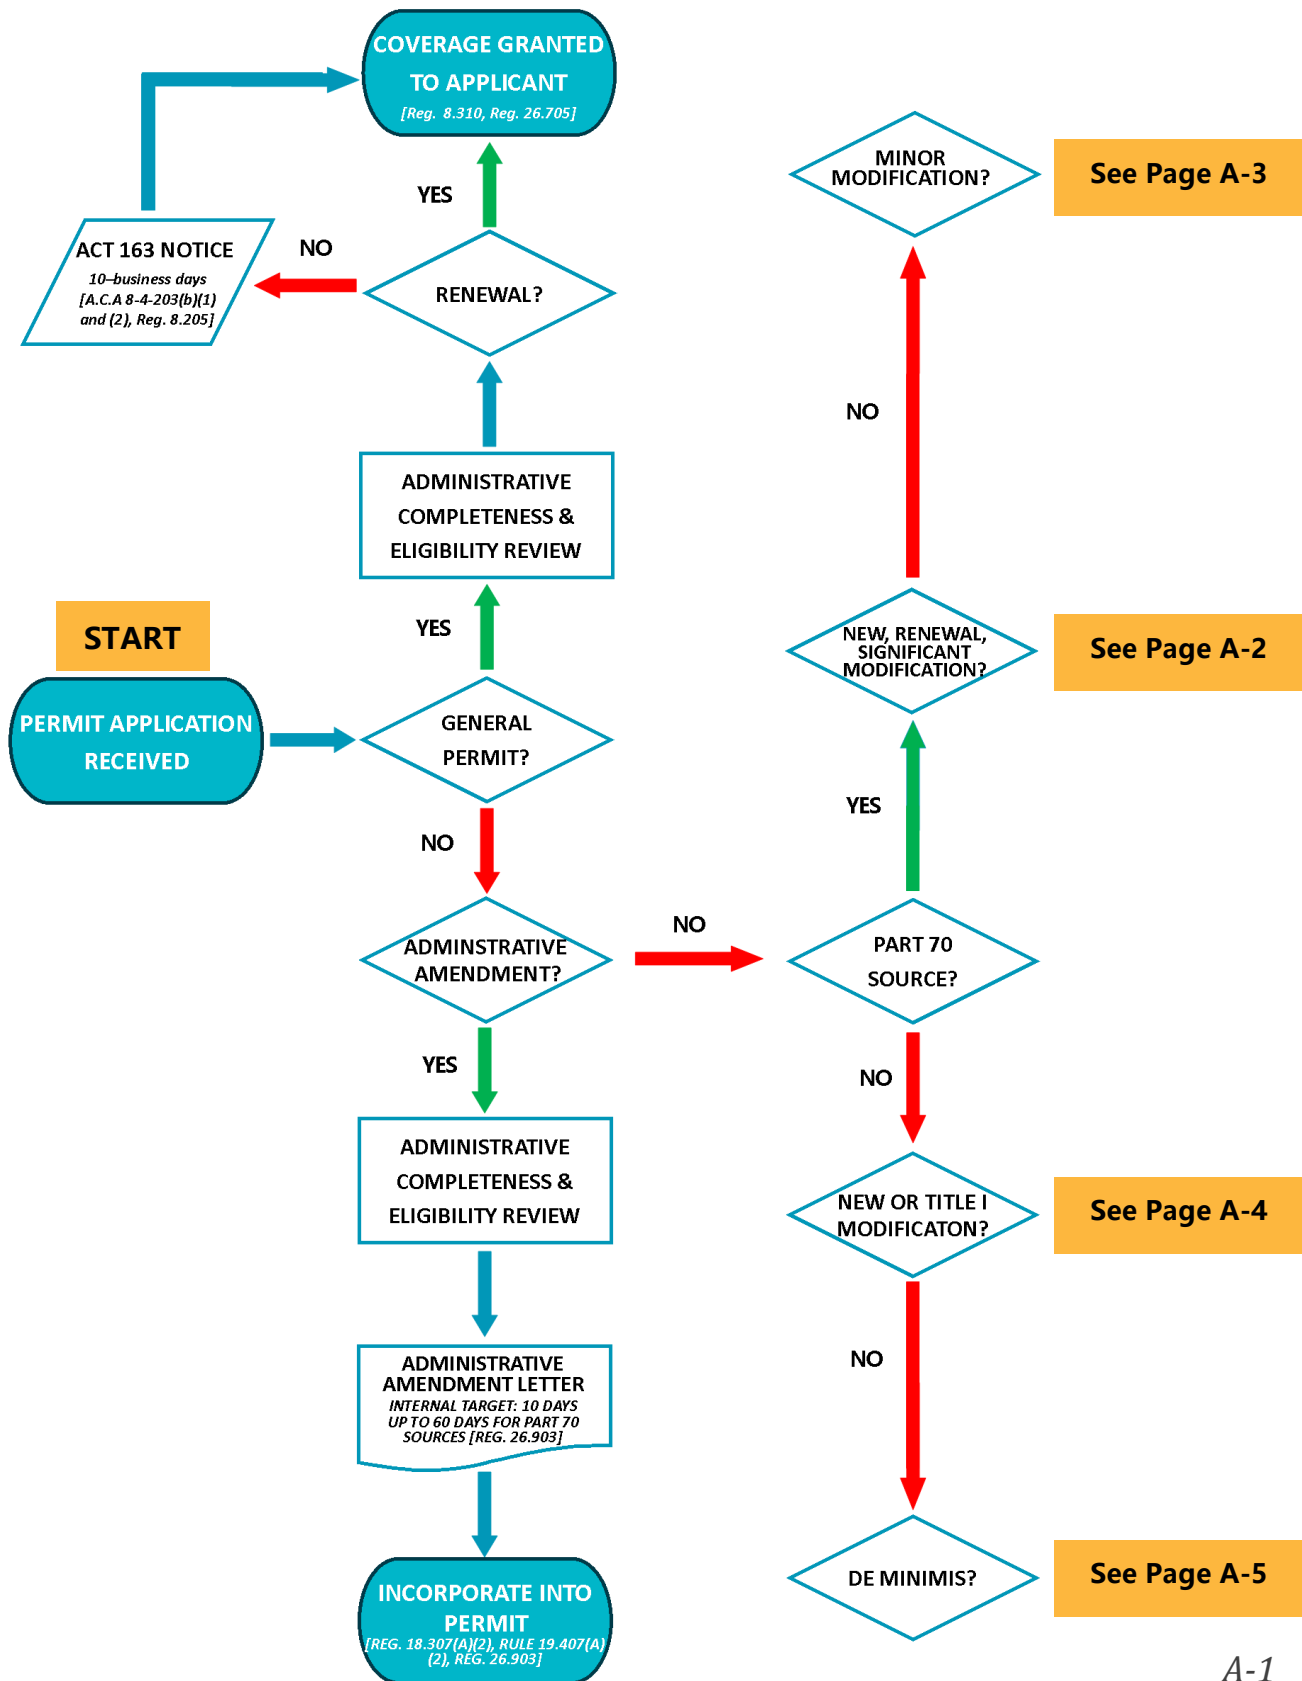 COVERAGE GRANTED
TO APPLICANT
[Reg. 8.310, Reg. 26.705]
YES
NO
ACT 163 NOTICE
10–business days
[A.C.A 8-4-203(b)(1)
and (2), Reg. 8.205]
RENEWAL?
ADMINISTRATIVE
COMPLETENESS &
ELIGIBILITY REVIEW
YES
START
PERMIT APPLICATION
RECEIVED
GENERAL
PERMIT?
NO
ADMINSTRATIVE
AMENDMENT?
NO
YES
ADMINISTRATIVE
COMPLETENESS &
ELIGIBILITY REVIEW
ADMINISTRATIVE
AMENDMENT LETTER
INTERNAL TARGET: 10 DAYS
UP TO 60 DAYS FOR PART 70
SOURCES [REG. 26.903]
INCORPORATE INTO
PERMIT
[REG. 18.307(A)(2), RULE 19.407(A)
(2), REG. 26.903]
MINOR
MODIFICATION?
See Page A-3
NO
NEW, RENEWAL,
SIGNIFICANT
MODIFICATION?
See Page A-2
YES
PART 70
SOURCE?
NO
NEW OR TITLE I
MODIFICATON?
See Page A-4
NO
DE MINIMIS?
See Page A-5
A-1